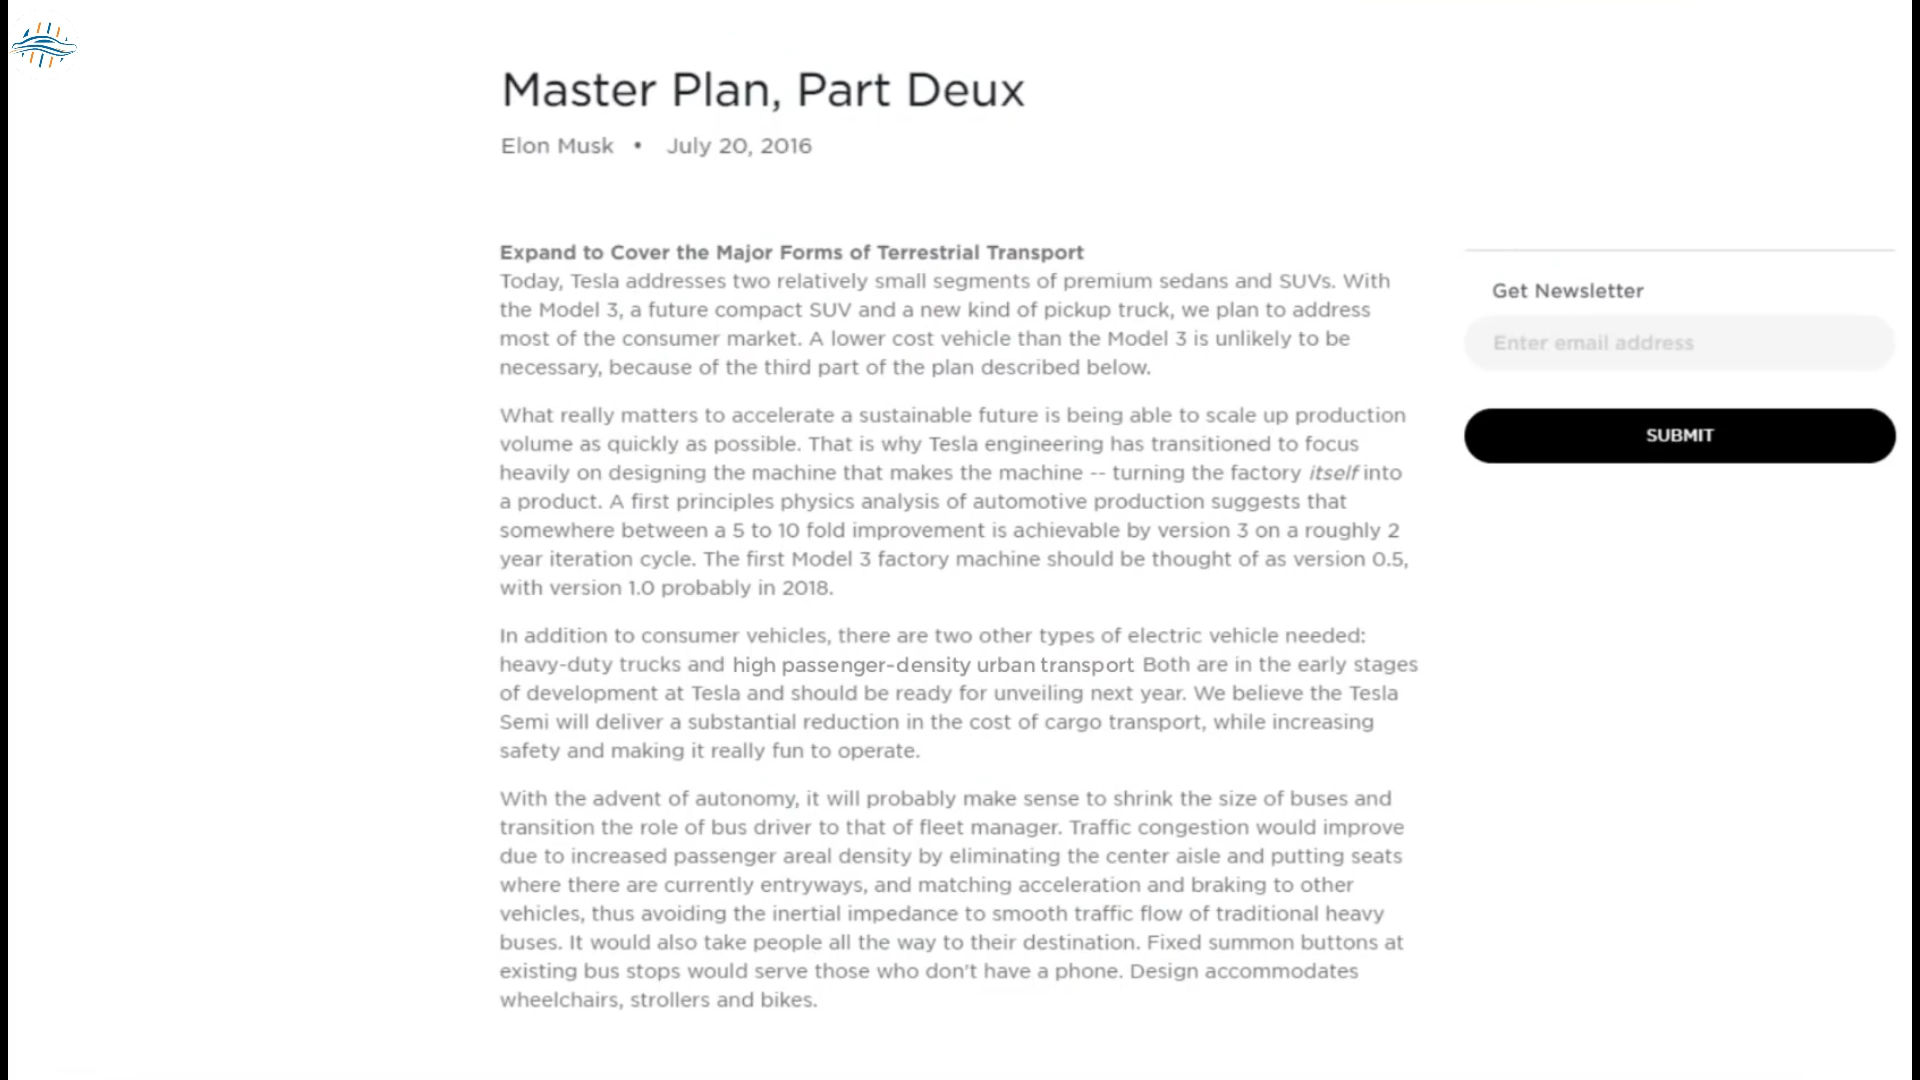 Master Plan, Part Deux
Elon Musk • July 20, 2016
Expand to Cover the Major Forms of Terrestrial Transport
Today, Tesla addresses two relatively small segments of premium sedans and SUVs. With
the Model 3, a future compact SUV and a new kind of pickup truck, we plan to address
most of the consumer market. A lower cost vehicle than the Model 3 is unlikely to be
necessary, because of the third part of the plan described below.
What really matters to accelerate a sustainable future is being able to scale up production
volume as quickly as possible. That is why Tesla engineering has transitioned to focus
heavily on designing the machine that makes the machine -- turning the factory itself into
a product. A first principles physics analysis of automotive production suggests that
somewhere between a 5 to 10 fold improvement is achievable by version 3 on a roughly 2
year iteration cycle. The first Model 3 factory machine should be thought of as version 0.5,
with version 1.0 probably in 2018.
In addition to consumer vehicles, there are two other types of electric vehicle needed:
heavy-duty trucks and high passenger-density urban transport Both are in the early stages
of development at Tesla and should be ready for unveiling next year. We believe the Tesla
Semi will deliver a substantial reduction in the cost of cargo transport, while increasing
safety and making it really fun to operate.
With the advent of autonomy, it will probably make sense to shrink the size of buses and
transition the role of bus driver to that of fleet manager. Traffic congestion would improve
due to increased passenger areal density by eliminating the center aisle and putting seats
where there are currently entryways, and matching acceleration and braking to other
vehicles, thus avoiding the inertial impedance to smooth traffic flow of traditional heavy
buses. It would also take people all the way to their destination. Fixed summon buttons at
existing bus stops would serve those who don't have a phone. Design accommodates
wheelchairs, strollers and bikes.
Get Newsletter
Enter email address
SUBMIT